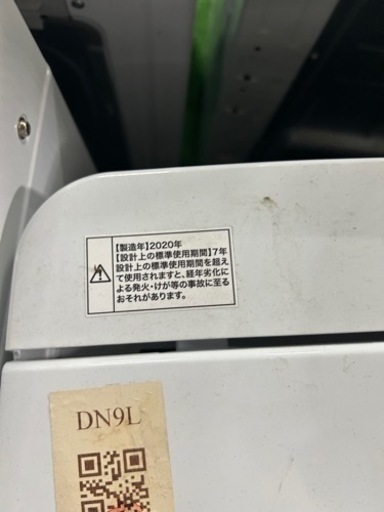 【製造年】2020年
【設計上の標準使用期間】7年
設計上の標準使用期間を超え
て使用されますと、経年劣化に
よる発火・けが等の事故に至る
おそれがあります。
DN9L